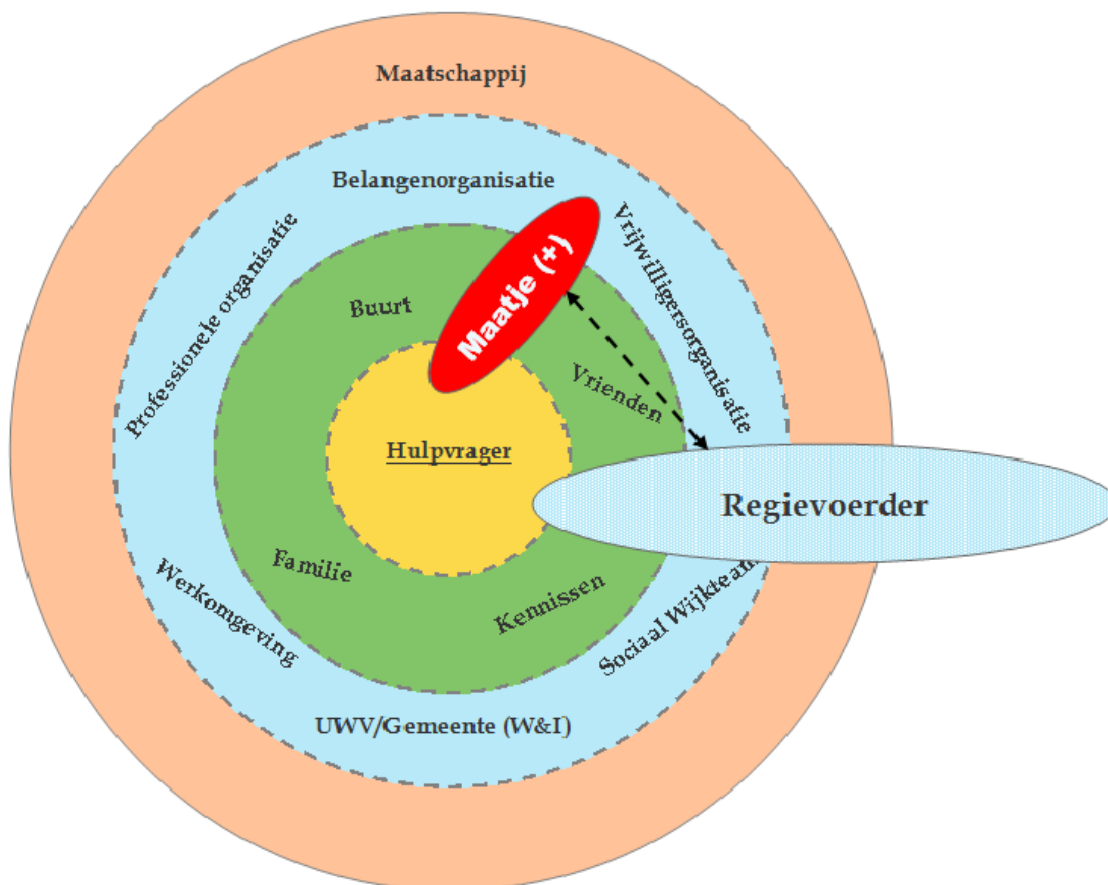 Maatschappij
Belangenorganisatie
Professionele organisatie
Vrijwilligersorganisatie
Maatje (+)
Buurt
Vrienden
Hulpvrager
Regievoerder
Familie
Kennissen
Werkomgeving
Sociaal Wijkteam
UWV/Gemeente (W&I)